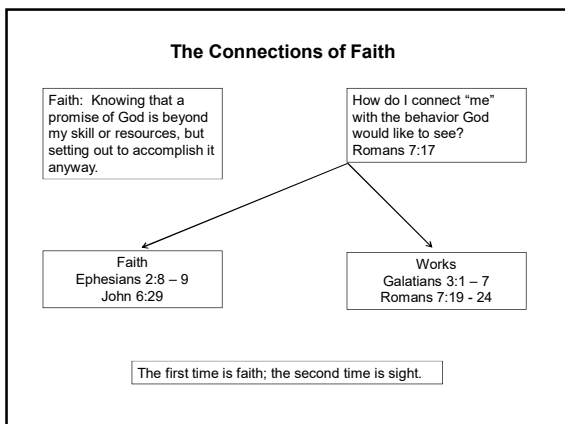 The Connections of Faith
Faith:  Knowing that a
promise of God is beyond
my skill or resources, but
setting out to accomplish it
anyway.
How do I connect “me”
with the behavior God
would like to see?
Romans 7:17
Faith
Ephesians 2:8 – 9
John 6:29
Works
Galatians 3:1 – 7
Romans 7:19 - 24
The first time is faith; the second time is sight.